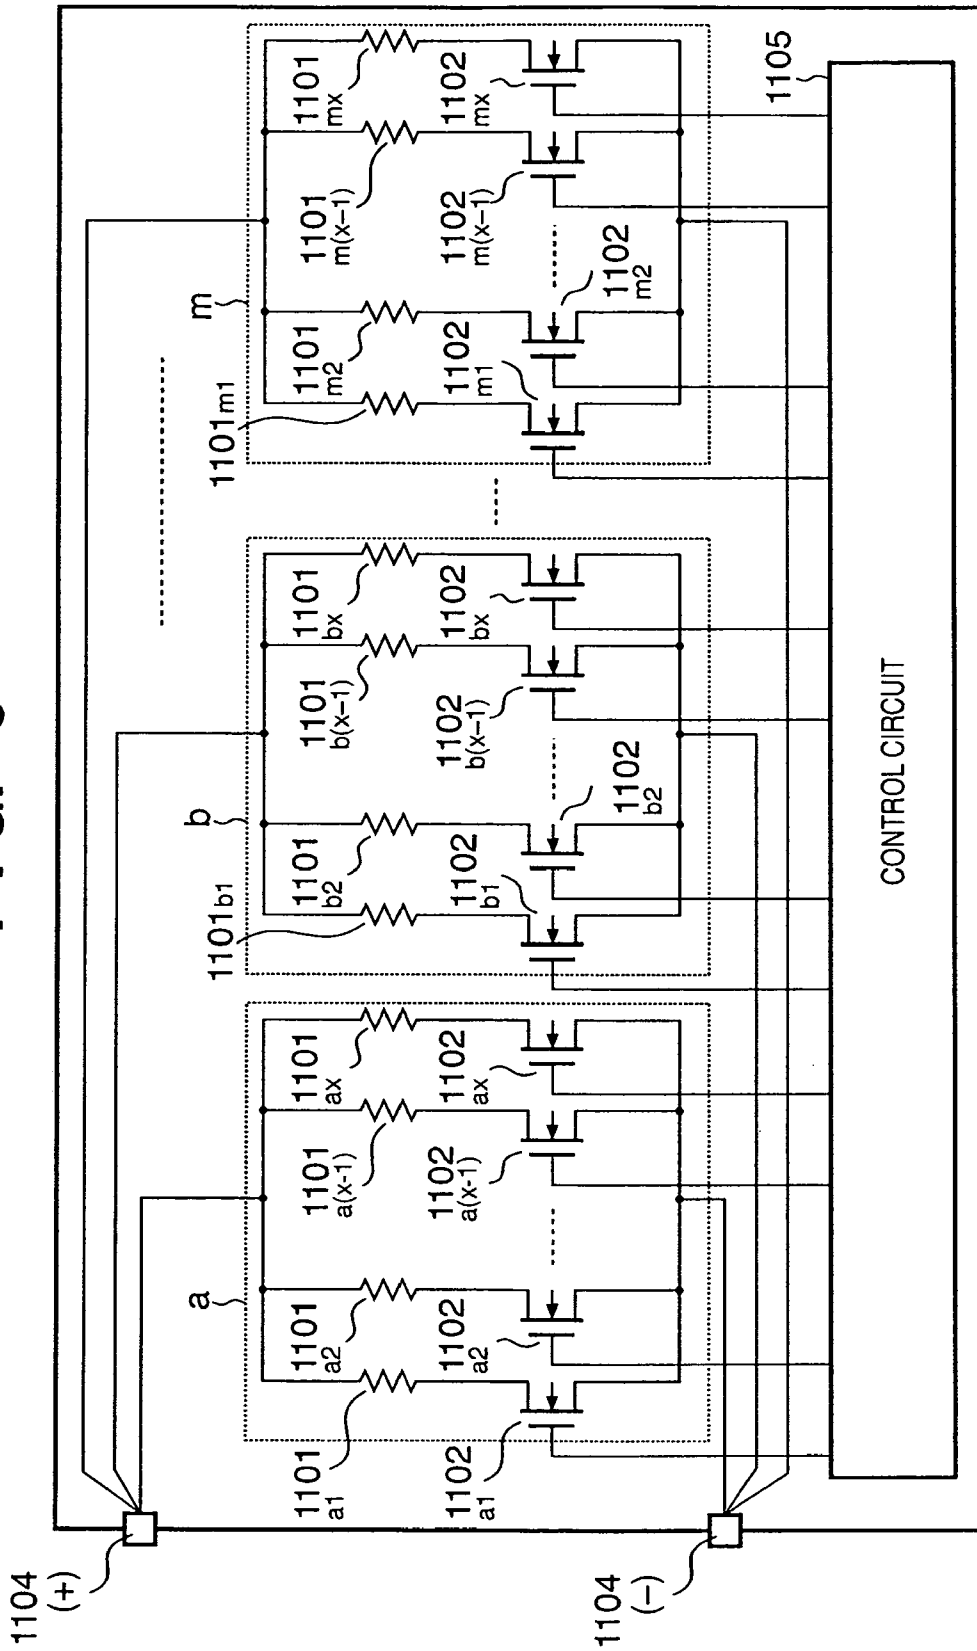 1104
(+)
a
b
m
1101b1
1101m1
1101
a1
1101
a2
1101
a(x-1)
1101
ax
1101
b2
1101
b(x-1)
1101
bx
1101
m2
1101
m(x-1)
1101
mx
1102
a1
1102
a2
1102
a(x-1)
1102
ax
1102
b1
1102
b(x-1)
1102
bx
1102
m1
1102
m(x-1)
1102
mx
1104
(-)
1102
b2
1102
m2
1105
CONTROL CIRCUIT